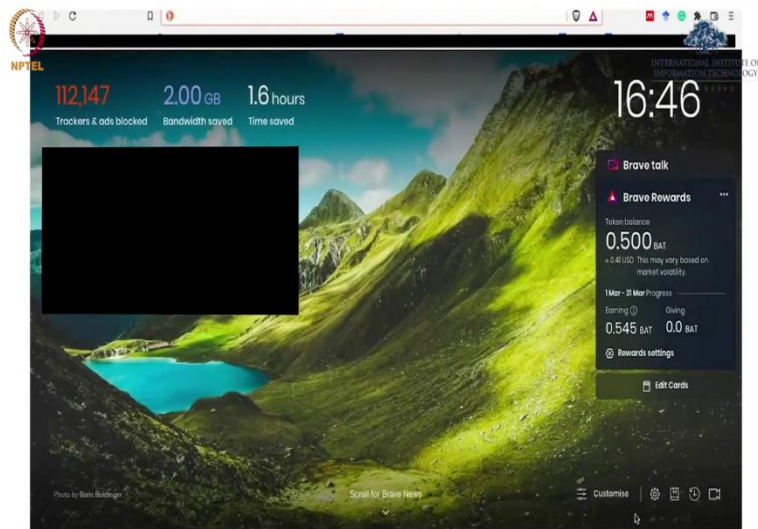 NPTEL
INTERNATIONAL INSTITUTE OF
INFORMATION TECHNOLOGY
112,147
Trackers & ads blocked
2.00 GB
Bandwidth saved
1.6 hours
Time saved
16:46
Brave talk
Brave Rewards
Token balance
0.500 BAT
≈ 0.41 USD This may vary based on
market volatility.
1 Mar - 31 Mar Progress
Earning
Giving
0.545 BAT
0.0 BAT
Rewards settings
Edit Cards
Photo by Boris Baldinger
Scroll for Brave News
Customise